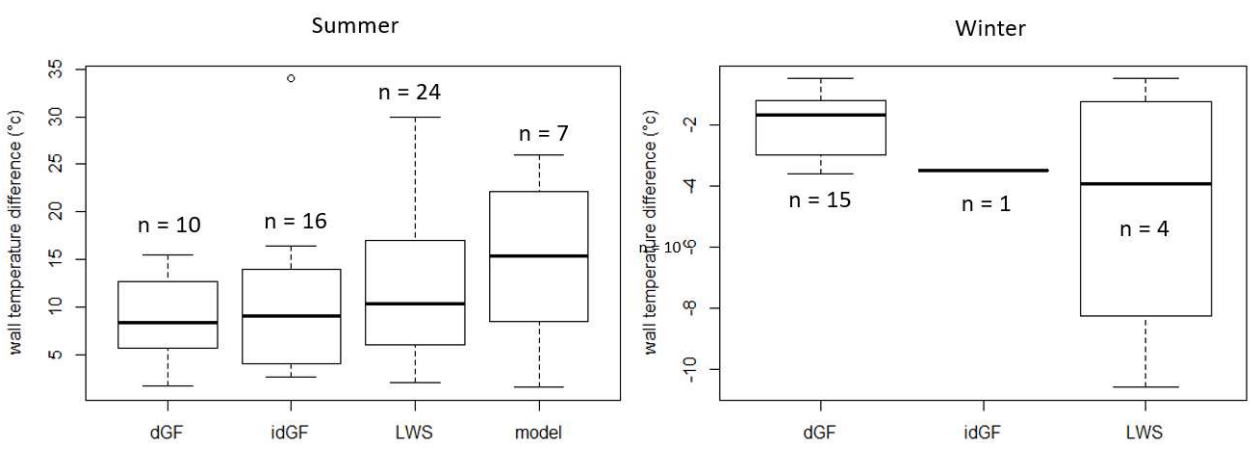 Summer
wall temperature difference (°c)
35
30
25
20
15
10
5
n = 10
n = 16
n = 24
n = 7
dGF
idGF
LWS
model
Winter
wall temperature difference (°c)
-2
-4
-6
-8
-10
n = 10
n = 15
n = 1
n = 4
dGF
idGF
LWS